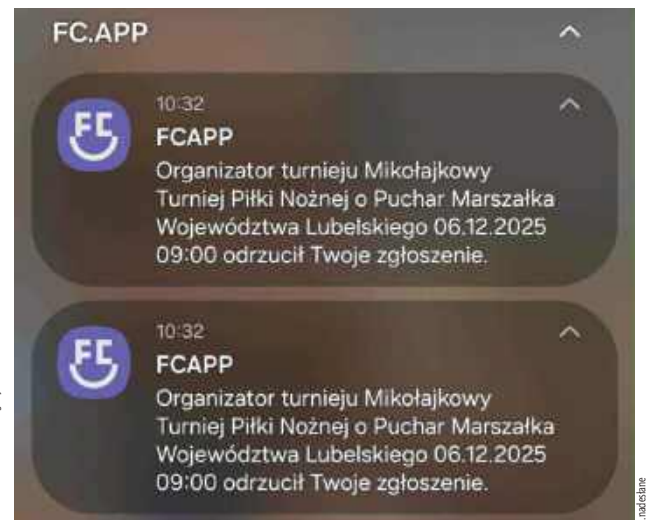 FC.APP
10:32
FC
FCAPP
Organizator turnieju Mikołajkowy
Turniej Piłki Nożnej o Puchar Marszałka
Województwa Lubelskiego 06.12.2025
09:00 odrzucił Twoje zgłoszenie.
10:32
FC
FCAPP
Organizator turnieju Mikołajkowy
Turniej Piłki Nożnej o Puchar Marszałka
Województwa Lubelskiego 06.12.2025
09:00 odrzucił Twoje zgłoszenie.
.nadesłane